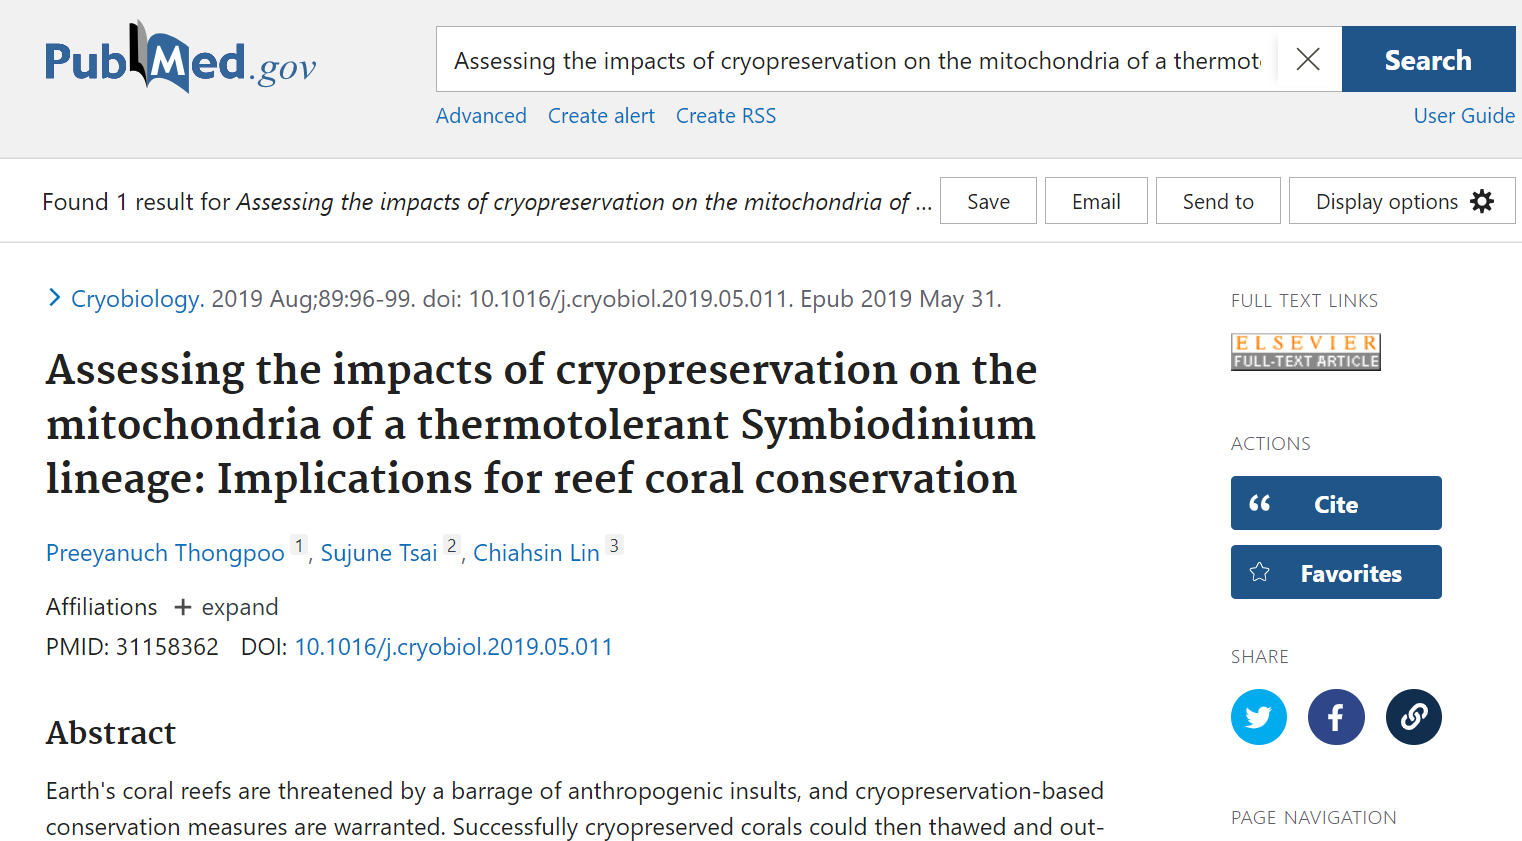 PubMed.gov
Assessing the impacts of cryopreservation on the mitochondria of a thermot
Search
Advanced Create alert Create RSS
User Guide
Found 1 result for Assessing the impacts of cryopreservation on the mitochondria of ...
Save
Email
Send to
Display options
Cryobiology. 2019 Aug;89:96-99. doi: 10.1016/j.cryobiol.2019.05.011. Epub 2019 May 31.
Assessing the impacts of cryopreservation on the
mitochondria of a thermotolerant Symbiodinium
lineage: Implications for reef coral conservation
Preeyanuch Thongpoo 1, Sujune Tsai 2, Chiahsin Lin 3
Affiliations + expand
PMID: 31158362 DOI: 10.1016/j.cryobiol.2019.05.011
Abstract
Earth's coral reefs are threatened by a barrage of anthropogenic insults, and cryopreservation-based
conservation measures are warranted. Successfully cryopreserved corals could then thawed and out-
FULL TEXT LINKS
ELSEVIER
FULL-TEXT ARTICLE
ACTIONS
Cite
Favorites
SHARE
PAGE NAVIGATION